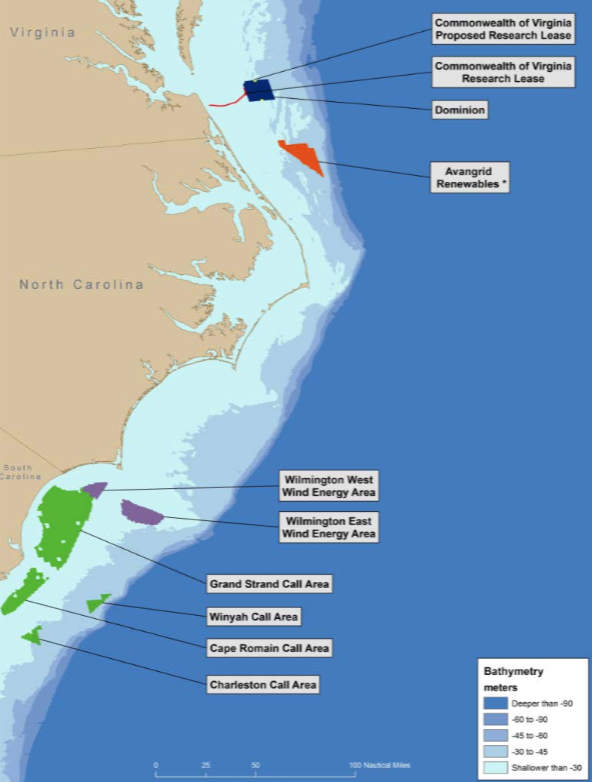 Virginia
Commonwealth of Virginia
Proposed Research Lease
Commonwealth of Virginia
Research Lease
Dominion
Avangrid
Renewables *
North Carolina
South
Carolina
Wilmington West
Wind Energy Area
Wilmington East
Wind Energy Area
Grand Strand Call Area
Winyah Call Area
Cape Romain Call Area
Charleston Call Area
Bathymetry
meters
Deeper than -90
-60 to -90
-45 to -60
-30 to -45
Shallower than -30
0 25 50 100 Nautical Miles